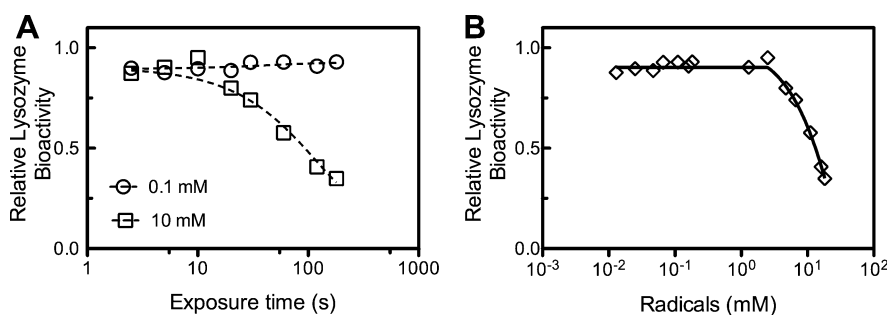 A
Relative Lysozyme
Bioactivity
1.0
0.5
0.0
0.1 mM
10 mM
1
10
100
1000
Exposure time (s)
B
Relative Lysozyme
Bioactivity
1.0
0.5
0.0
10-3
10-2
10-1
100
101
102
Radicals (mM)